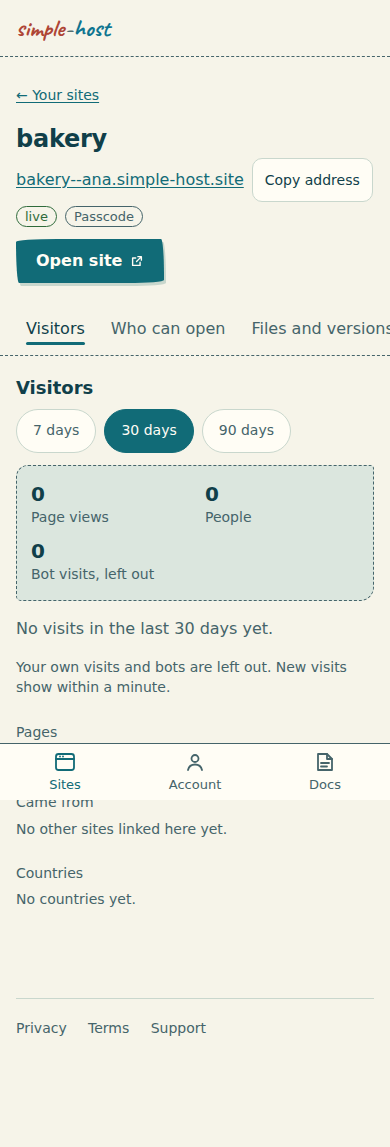 simple-host
← Your sites
bakery
bakery--ana.simple-host.site Copy address
live Passcode
Open site
Visitors Who can open Files and versions
Visitors
7 days 30 days 90 days
0 0
Page views People
0
Bot visits, left out
No visits in the last 30 days yet.
Your own visits and bots are left out. New visits
show within a minute.
Pages
Sites Account Docs
Came from
No other sites linked here yet.
Countries
No countries yet.
Privacy Terms Support